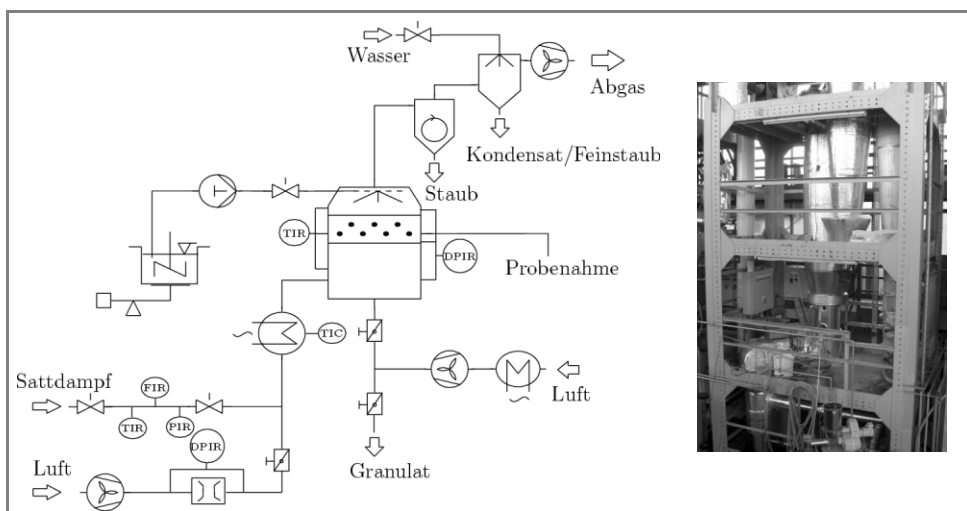 Wasser
Abgas
Kondensat/Feinstaub
Staub
TIR
DPIR
Probenahme
TIC
Sattdampf
FIR
TIR
PIR
Luft
DPIR
Luft
Granulat